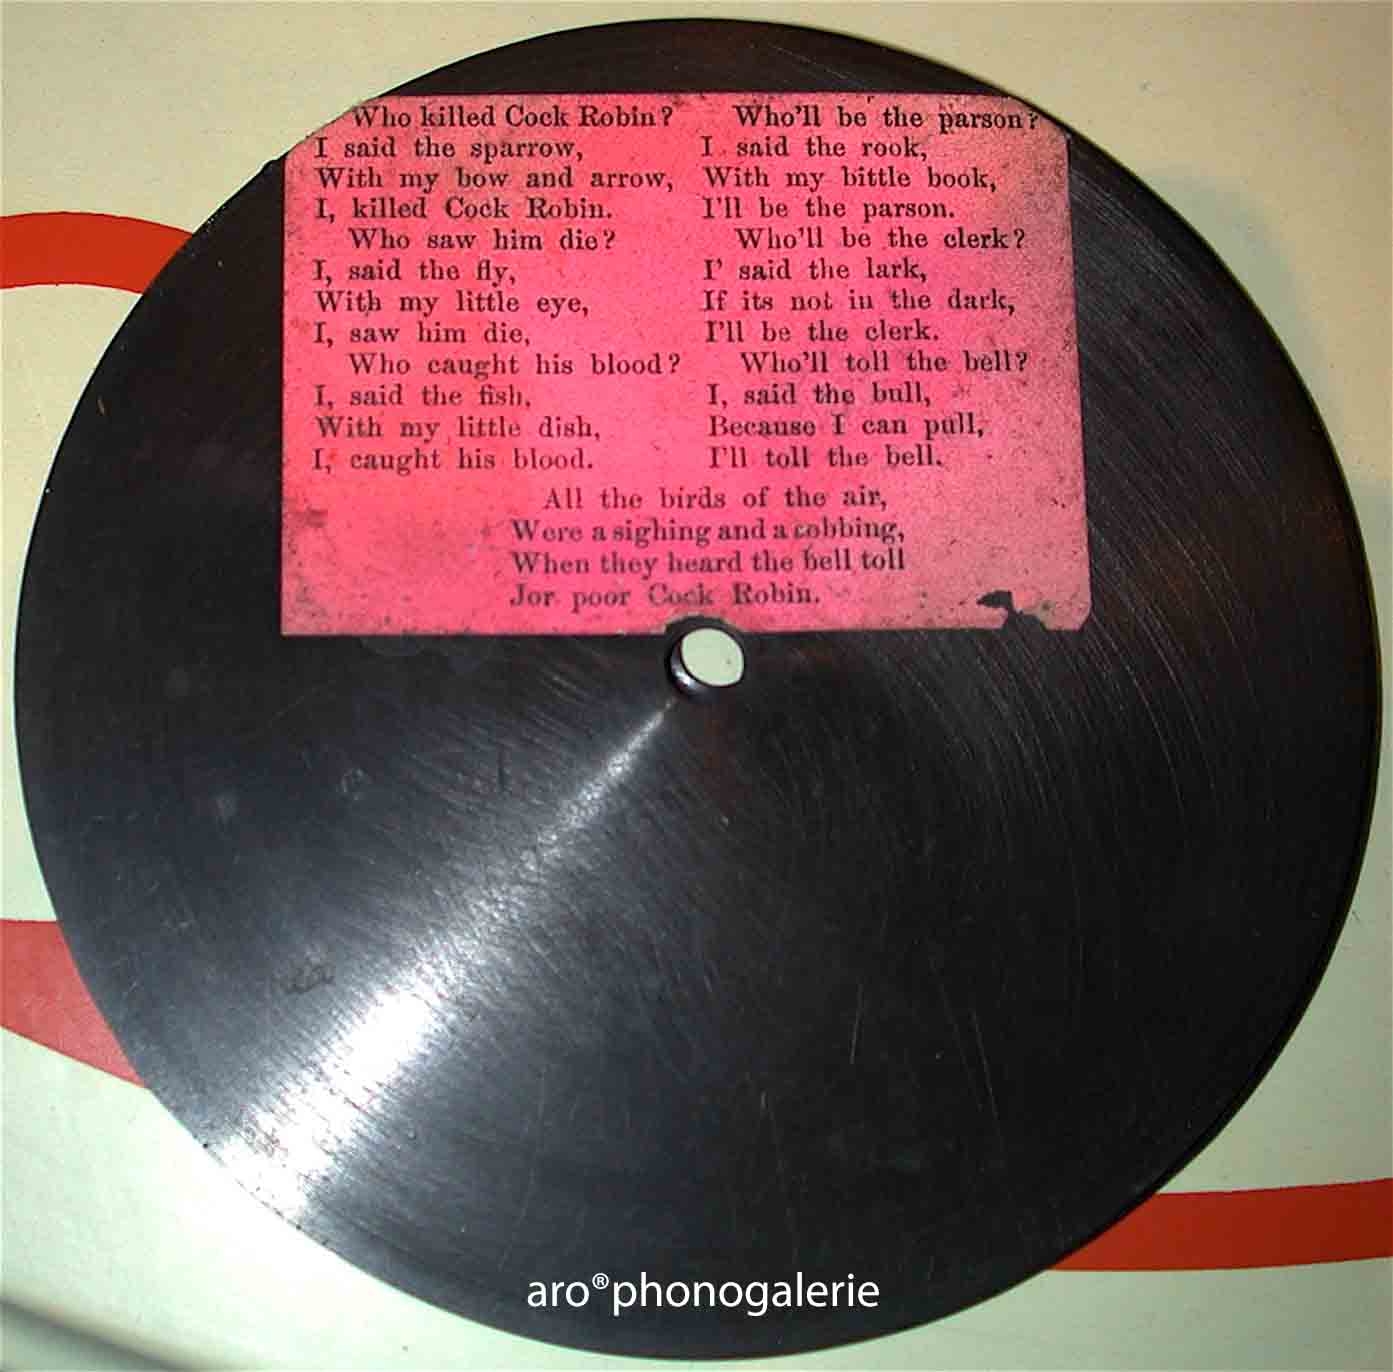 Who killed Cock Robin?
I said the sparrow,
With my bow and arrow,
I, killed Cock Robin.
Who saw him die?
I, said the fly,
With my little eye,
I, saw him die,
Who caught his blood?
I, said the fish,
With my little dish,
I, caught his blood.
Who'll be the parson?
I said the rook,
With my bittle book,
I'll be the parson.
Who'll be the clerk?
I' said the lark,
If its not in the dark,
I'll be the clerk.
Who'll toll the bell?
I, said the bull,
Because I can pull,
I'll toll the bell.
All the birds of the air,
Were a sighing and a cobbing,
When they heard the bell toll
Jor poor Cock Robin.
aro®phonogalerie